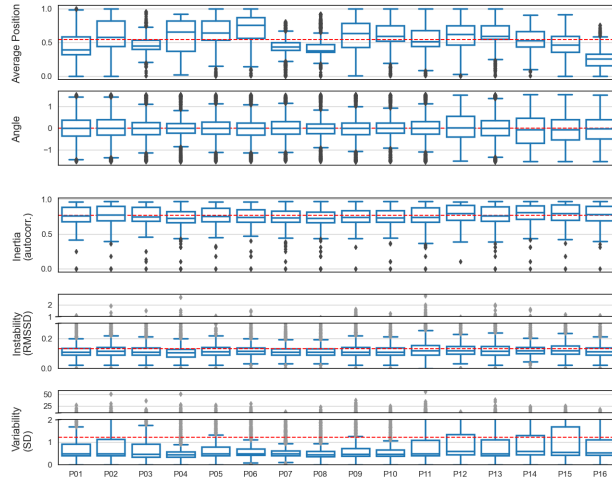 Average Position
1.0
0.5
0.0
Angle
1
0
−1
Inertia
(autocorr.)
1.0
0.5
0.0
Instability
(RMSSD)
2
1
0.2
0.0
Variability
(SD)
50
25
2
1
0
P01 P02 P03 P04 P05 P06 P07 P08 P09 P10 P11 P12 P13 P14 P15 P16